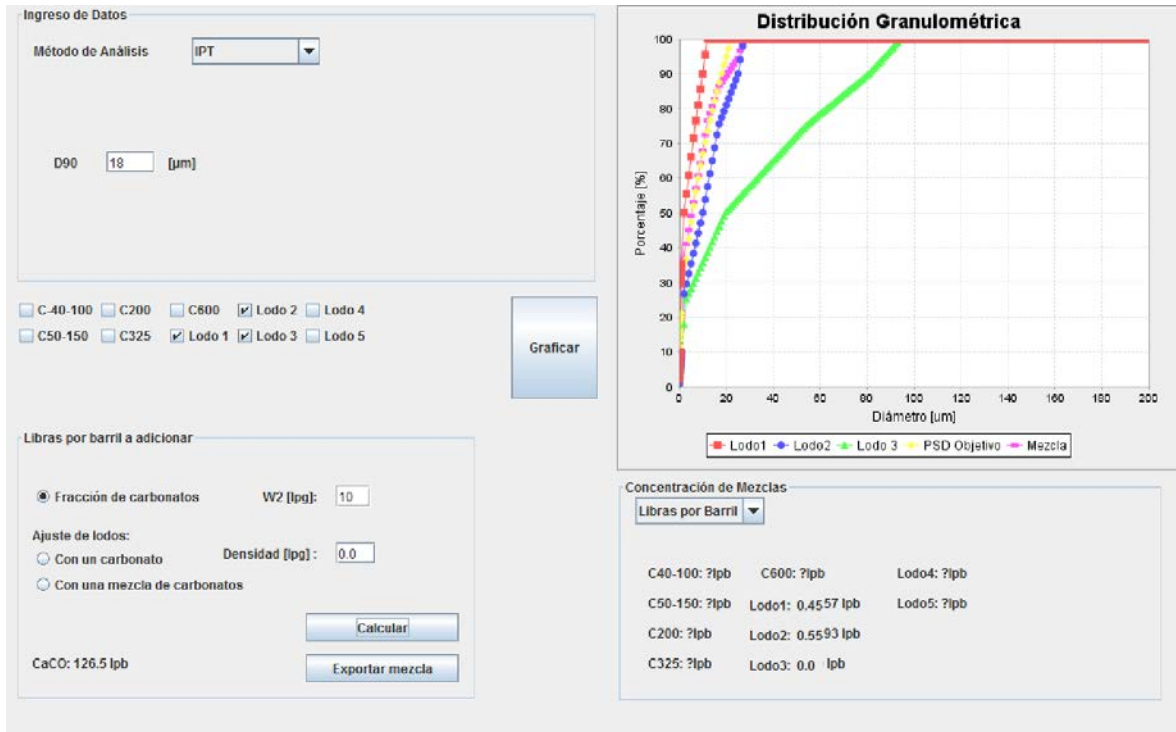 Ingreso de Datos
Método de Análisis IPT
D90 18 [µm]
C-40-100 C200 C600 Lodo 2 Lodo 4
C50-150 C325 Lodo 1 Lodo 3 Lodo 5
Graficar
Libras por barril a adicionar
Fracción de carbonatos W2 [lpg]: 10
Ajuste de lodos:
Con un carbonato Densidad [lpg] : 0.0
Con una mezcla de carbonatos
Calcular
CaCO: 126.5 lpb Exportar mezcla
Distribución Granulométrica
100
90
80
70
60
50
40
30
20
10
0
Porcentaje [%]
0 20 40 60 80 100 120 140 160 180 200
Diámetro [um]
Lodo1 Lodo2 Lodo 3 PSD Objetivo Mezcla
Concentración de Mezclas
Libras por Barril
C40-100: ?lpb C600: ?lpb Lodo4: ?lpb
C50-150: ?lpb Lodo1: 0.4557 lpb Lodo5: ?lpb
C200: ?lpb Lodo2: 0.5593 lpb
C325: ?lpb Lodo3: 0.0 lpb